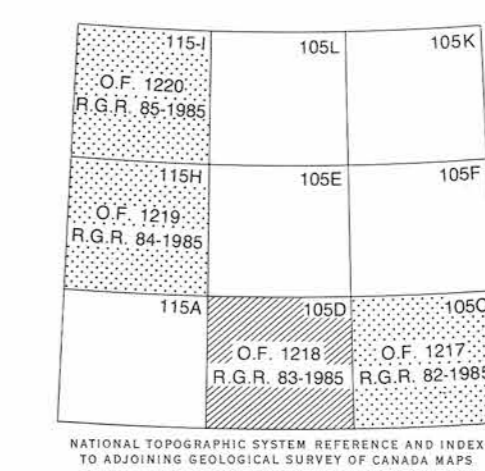 115-I
105L
105K
O.F. 1220
R.G.R. 85-1985
115H
105E
105F
O.F. 1219
R.G.R. 84-1985
115A
105D
105C
O.F. 1218
O.F. 1217
R.G.R. 83-1985
R.G.R. 82-1985
NATIONAL TOPOGRAPHIC SYSTEM REFERENCE AND INDEX
TO ADJOINING GEOLOGICAL SURVEY OF CANADA MAPS